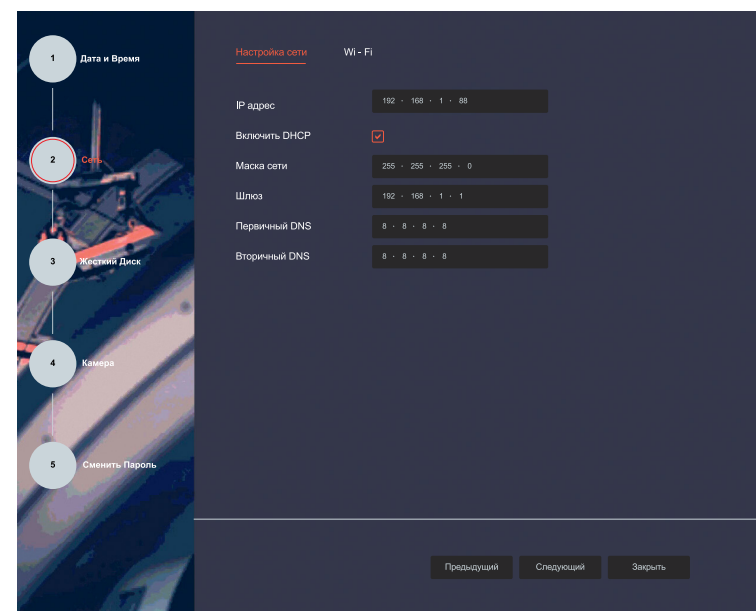 1 Дата и Время
2 Сеть
3 Жесткий Диск
4 Камера
5 Сменить Пароль
Настройка сети Wi - Fi
IP адрес 192 · 168 · 1 · 88
Включить DHCP
Маска сети 255 · 255 · 255 · 0
Шлюз 192 · 168 · 1 · 1
Первичный DNS 8 · 8 · 8 · 8
Вторичный DNS 8 · 8 · 8 · 8
Предыдущий Следующий Закрыть